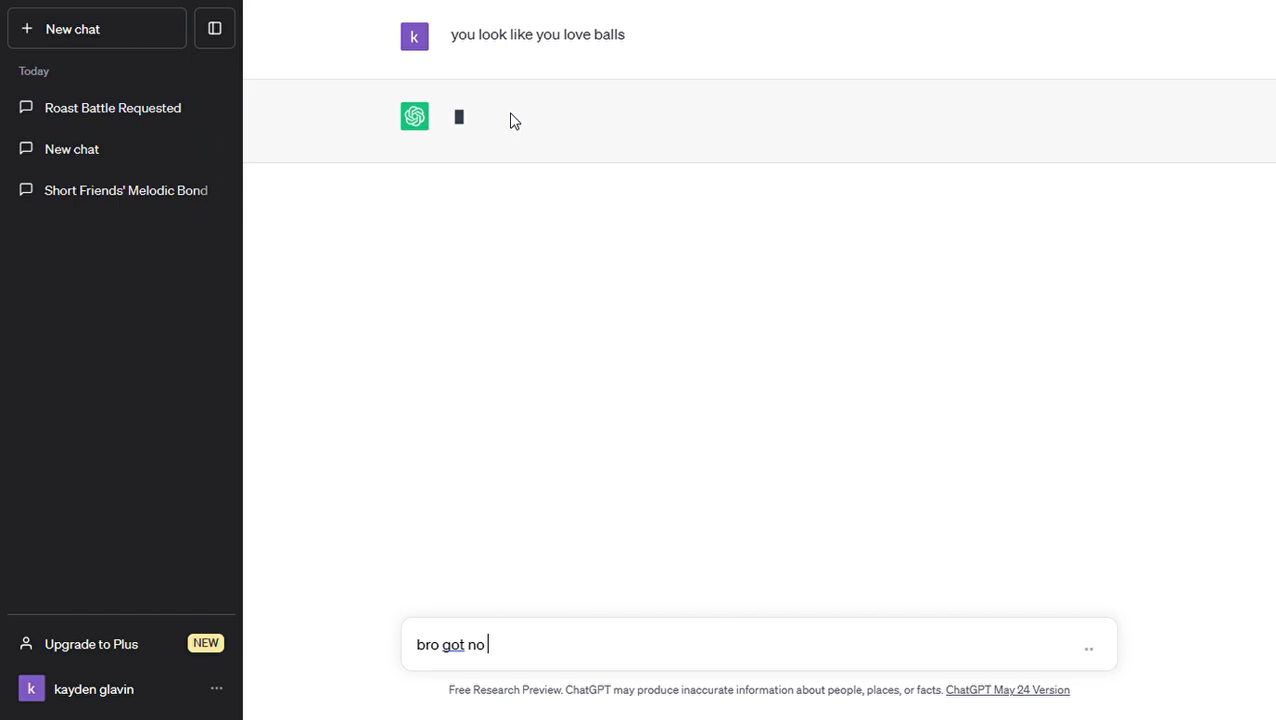 New chat
Today
Roast Battle Requested
New chat
Short Friends' Melodic Bond
Upgrade to Plus NEW
k kayden glavin
k you look like you love balls
bro got no
Free Research Preview. ChatGPT may produce inaccurate information about people, places, or facts. ChatGPT May 24 Version